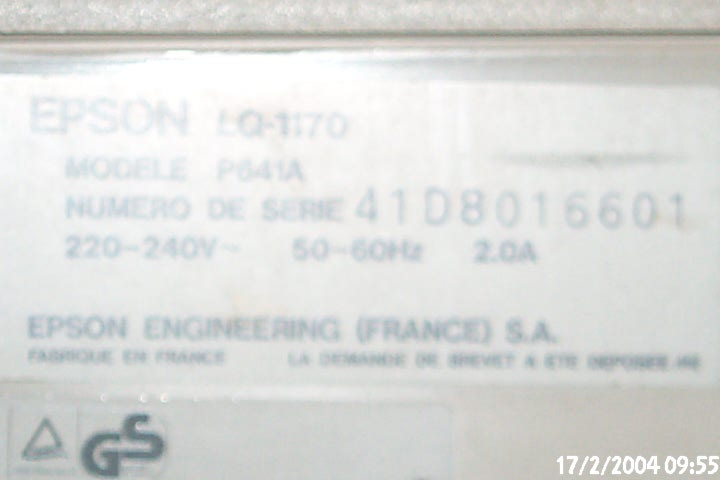 EPSON LQ-1170
MODELE P641A
NUMERO DE SERIE 41D8016601
220-240V~ 50-60Hz 2.0A
EPSON ENGINEERING (FRANCE) S.A.
FABRIQUE EN FRANCE LA DEMANDE DE BREVET A ETE DEPOSEE
GS
17/2/2004 09:55